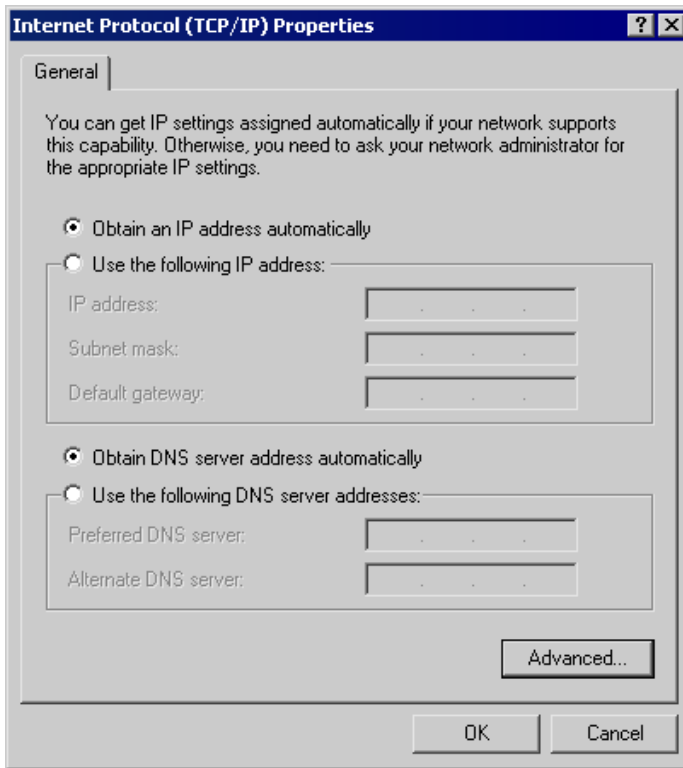 Internet Protocol (TCP/IP) Properties
General
You can get IP settings assigned automatically if your network supports
this capability. Otherwise, you need to ask your network administrator for
the appropriate IP settings.
Obtain an IP address automatically
Use the following IP address:
IP address:
Subnet mask:
Default gateway:
Obtain DNS server address automatically
Use the following DNS server addresses:
Preferred DNS server:
Alternate DNS server:
Advanced...
OK Cancel